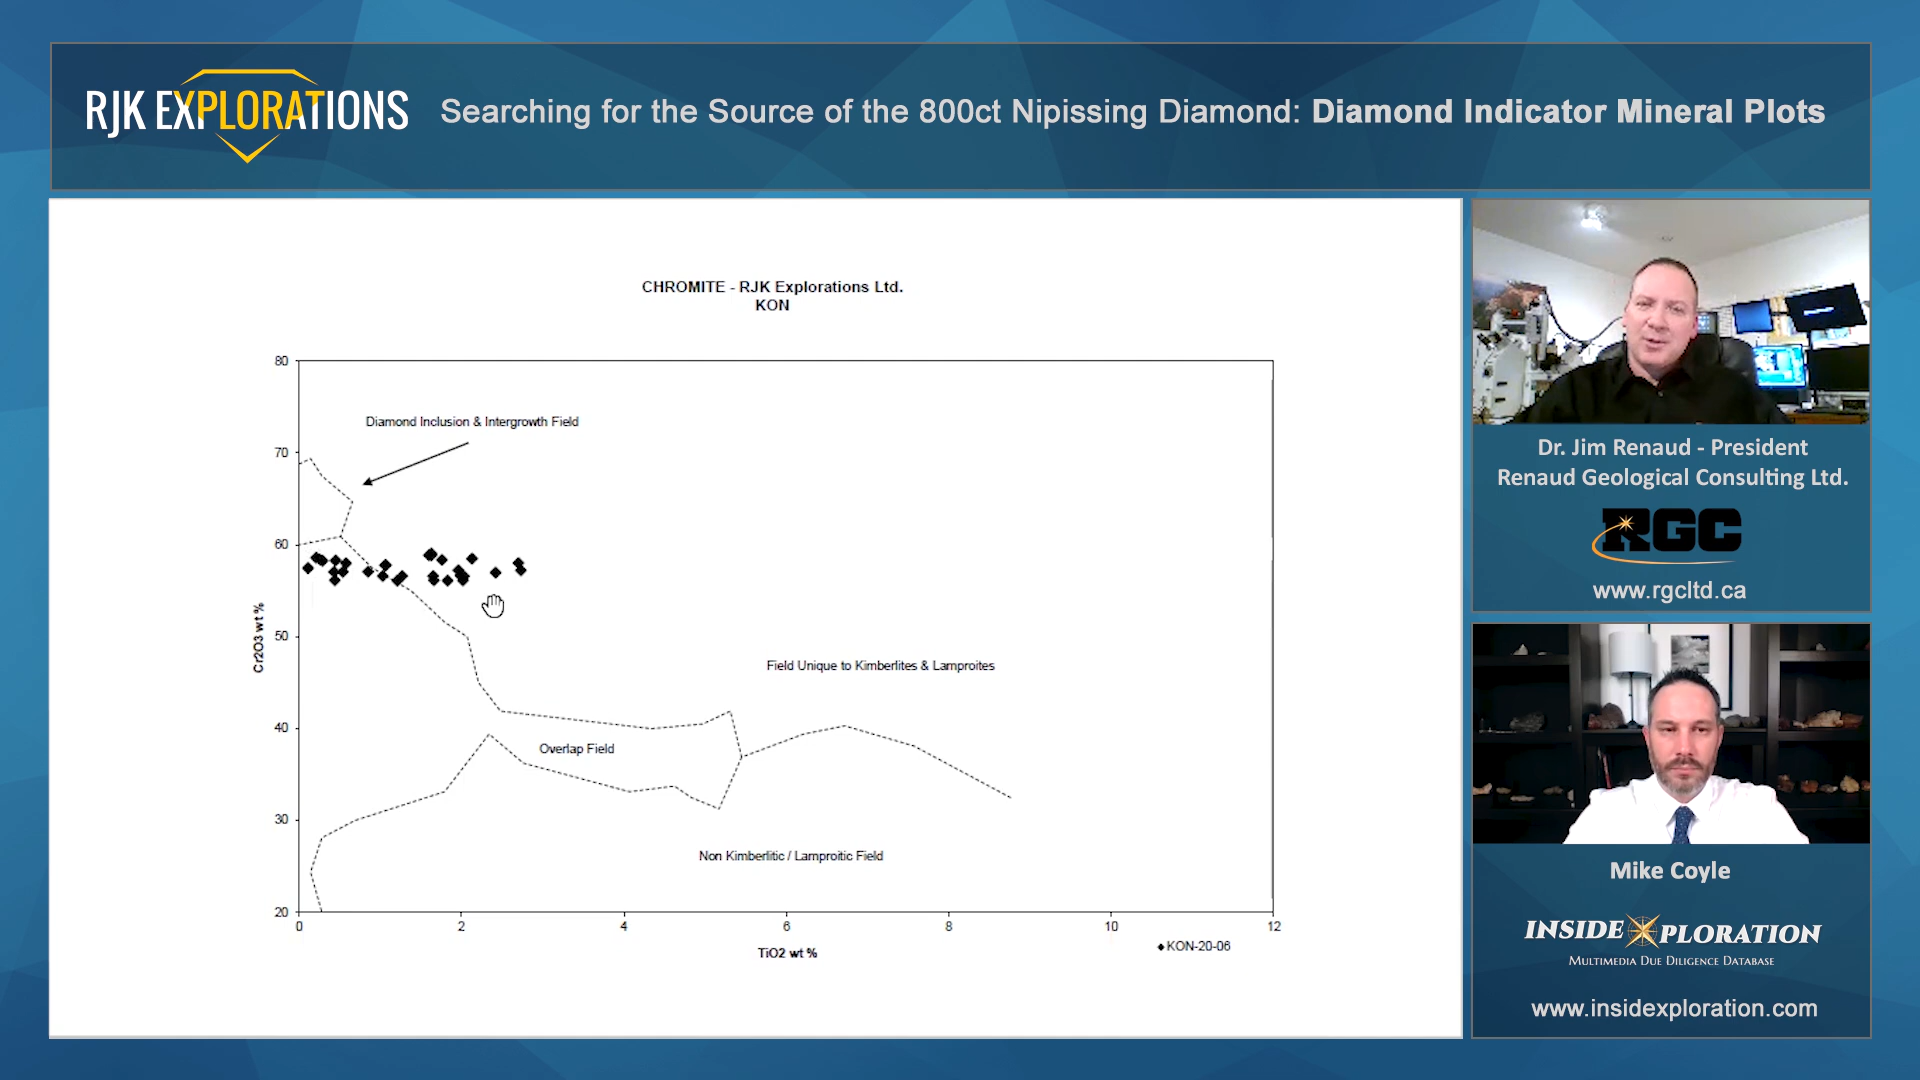 RJK EXPLORATIONS
Searching for the Source of the 800ct Nipissing Diamond: Diamond Indicator Mineral Plots
CHROMITE - RJK Explorations Ltd.
KON
80
70
60
50
40
30
20
Cr2O3 wt %
Diamond Inclusion & Intergrowth Field
Field Unique to Kimberlites & Lamproites
Overlap Field
Non Kimberlitic / Lamproitic Field
0 2 4 6 8 10 12
TiO2 wt %
KON-20-06
Dr. Jim Renaud - President
Renaud Geological Consulting Ltd.
RGC
www.rgcltd.ca
Mike Coyle
INSIDEXPLORATION
MULTIMEDIA DUE DILIGENCE DATABASE
www.insidexploration.com